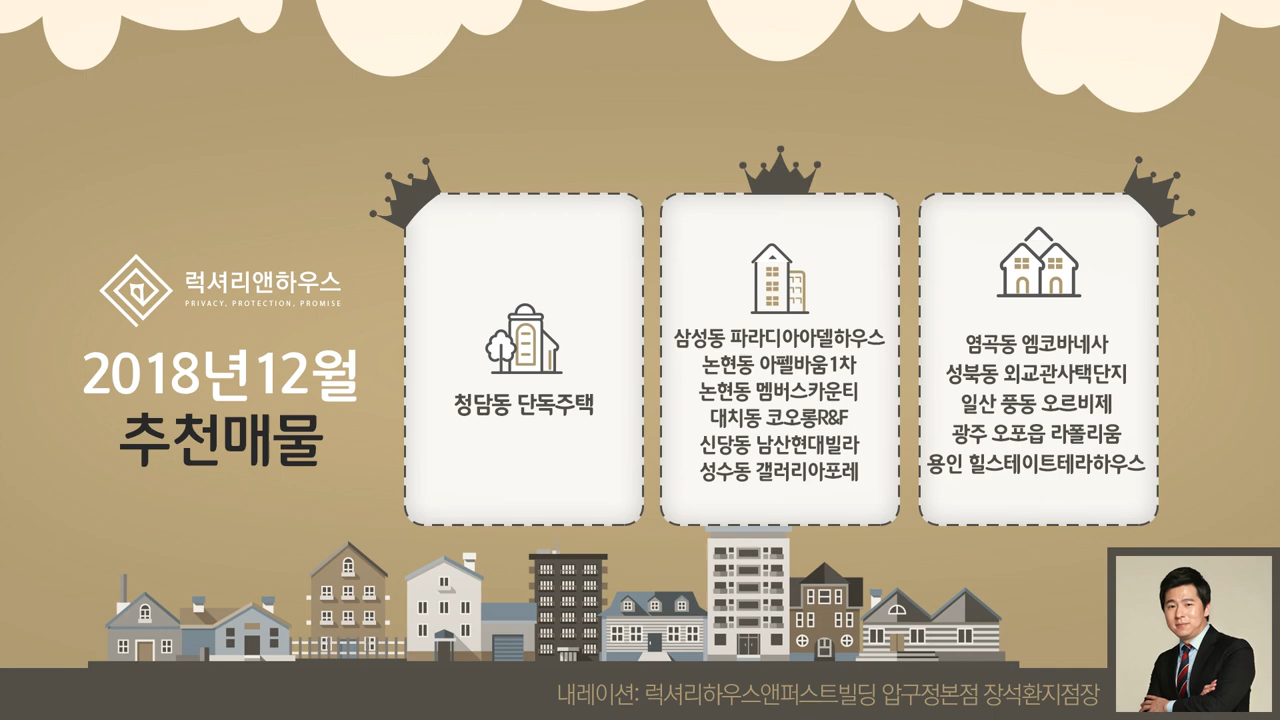 럭셔리앤하우스
PRIVACY, PROTECTION, PROMISE
2018년 12월
추천매물
청담동 단독주택
삼성동 파라디아아델하우스
논현동 아펠바움1차
논현동 멤버스카운티
대치동 코오롱R&F
신당동 남산현대빌라
성수동 갤러리아포레
염곡동 엠코바네사
성북동 외교관사택단지
일산 풍동 오르비제
광주 오포읍 라폴리움
용인 힐스테이트테라하우스
내레이션: 럭셔리하우스앤퍼스트빌딩 압구정본점 장석환지점장